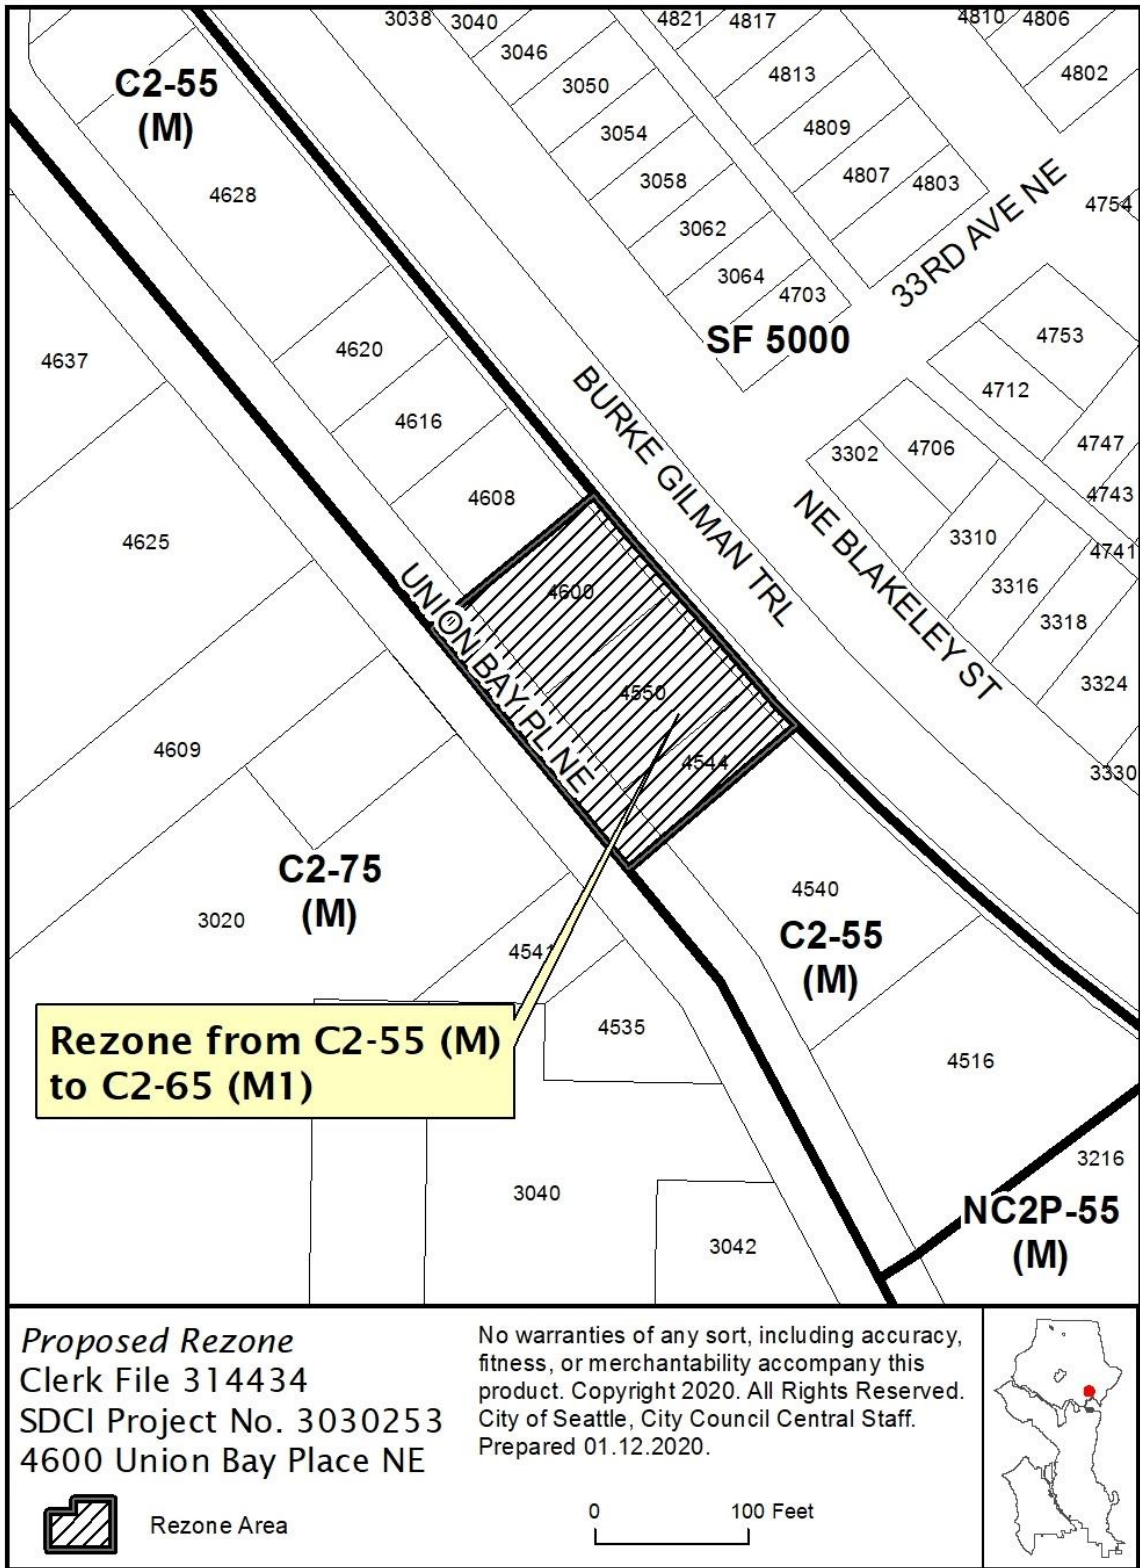 3038
3040
4821
4817
4810
4806
3046
4802
4813
C2-55
(M)
3050
4809
3054
4807
4803
3058
4628
4754
3062
33RD AVE NE
3064
4703
4753
SF 5000
4620
4637
4712
4616
BURKE GILMAN TRL
4747
3302
4706
4608
4743
NE BLAKELEY ST
3310
4625
4741
4600
3316
3318
UNION BAY PL NE
4550
3324
4609
4544
3330
C2-75
(M)
4540
3020
C2-55
(M)
4541
4535
Rezone from C2-55 (M)
to C2-65 (M1)
4516
3216
3040
NC2P-55
(M)
3042
Proposed Rezone
Clerk File 314434
SDCI Project No. 3030253
4600 Union Bay Place NE
Rezone Area
No warranties of any sort, including accuracy,
fitness, or merchantability accompany this
product. Copyright 2020. All Rights Reserved.
City of Seattle, City Council Central Staff.
Prepared 01.12.2020.
0
100 Feet